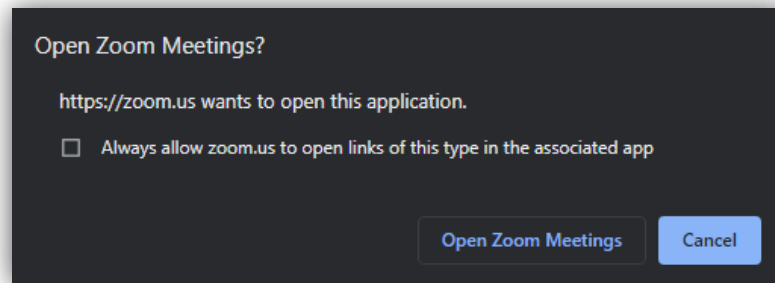 Open Zoom Meetings?
https://zoom.us wants to open this application.
Always allow zoom.us to open links of this type in the associated app
Open Zoom Meetings
Cancel